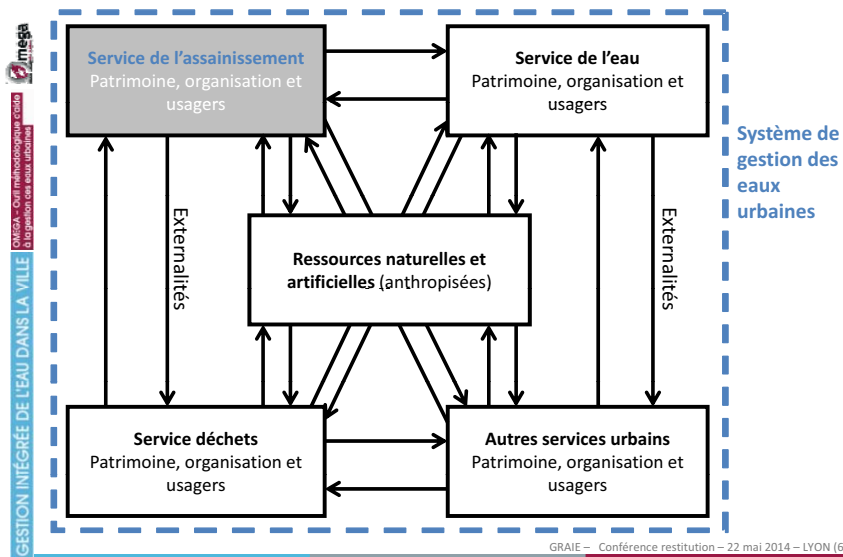 Service de l'assainissement
Patrimoine, organisation et
usagers
Service de l'eau
Patrimoine, organisation et
usagers
Système de
gestion des
eaux
urbaines
Externalités
Ressources naturelles et
artificielles (anthropisées)
Externalités
Service déchets
Patrimoine, organisation et
usagers
Autres services urbains
Patrimoine, organisation et
usagers
Omega
OMEGA - Outil méthodologique d'aide
à la gestion des eaux urbaines
GESTION INTÉGRÉE DE L'EAU DANS LA VILLE
GRAIE – Conférence restitution – 22 mai 2014 – LYON (6